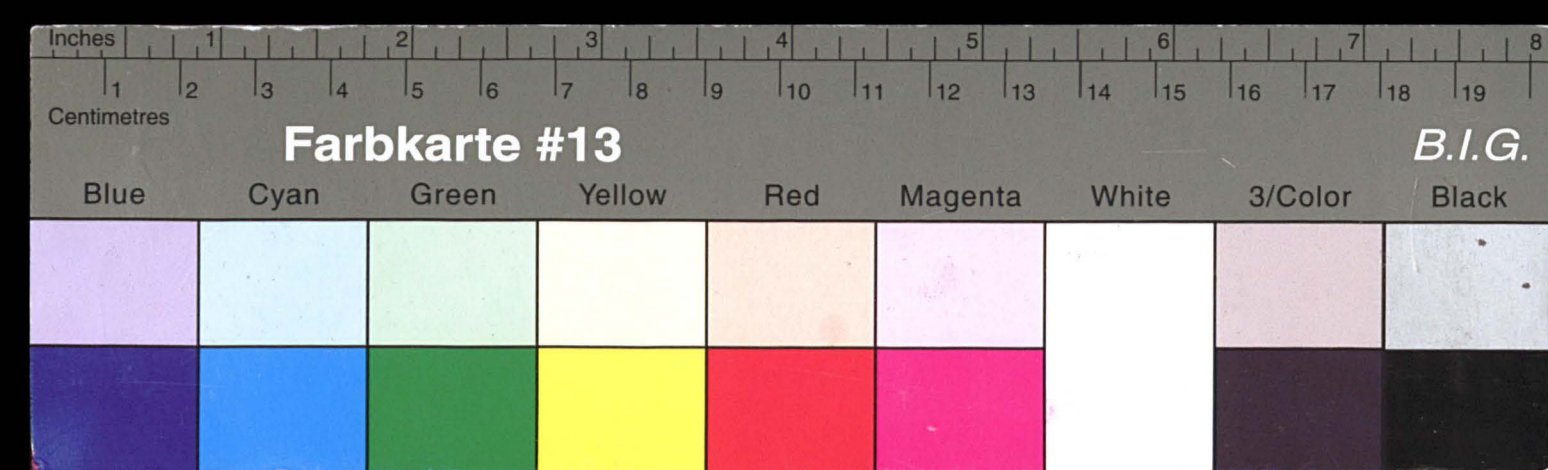 Inches 1 2 3 4 5 6 7 8
1 2 3 4 5 6 7 8 9 10 11 12 13 14 15 16 17 18 19
Centimetres
Farbkarte #13 B.I.G.
Blue Cyan Green Yellow Red Magenta White 3/Color Black